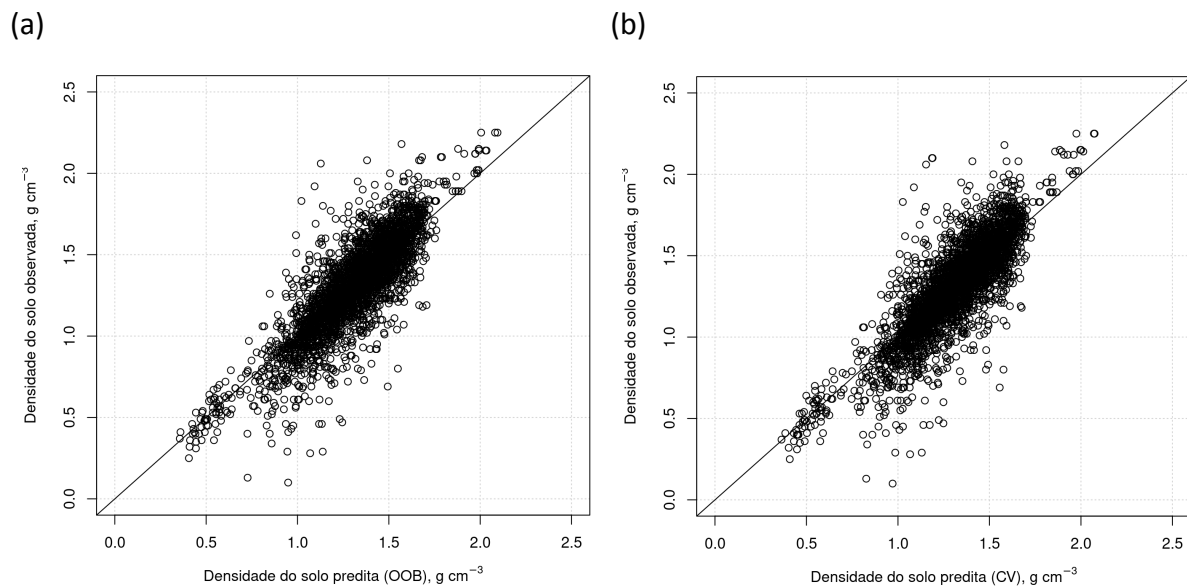 (a)
(b)
Densidade do solo observada, g cm⁻³
2.5
2.0
1.5
1.0
0.5
0.0
0.0 0.5 1.0 1.5 2.0 2.5
Densidade do solo predita (OOB), g cm⁻³
Densidade do solo observada, g cm⁻³
2.5
2.0
1.5
1.0
0.5
0.0
0.0 0.5 1.0 1.5 2.0 2.5
Densidade do solo predita (CV), g cm⁻³